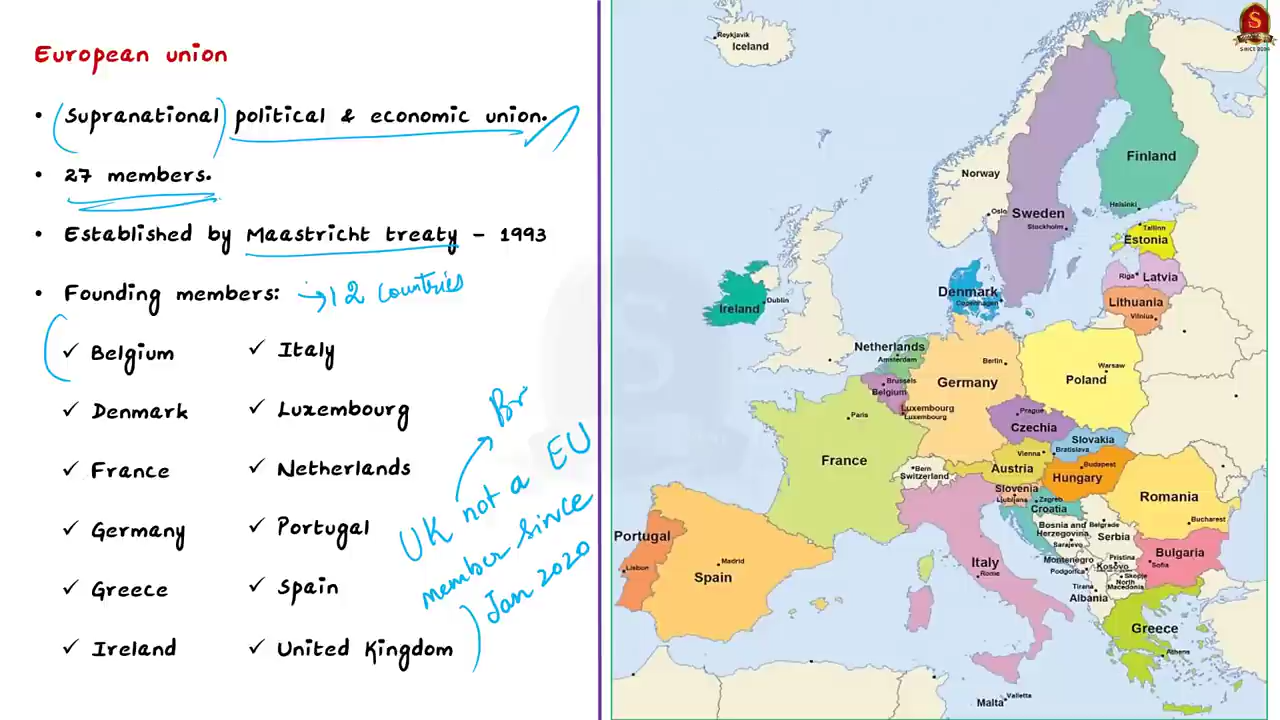 European union
• (Supranational) political & economic union.
• 27 members.
• Established by Maastricht treaty - 1993
• Founding members: → 12 countries
✓ Belgium
✓ Italy
✓ Denmark
✓ Luxembourg
✓ France
✓ Netherlands
✓ Germany
✓ Portugal
✓ Greece
✓ Spain
✓ Ireland
✓ United Kingdom
Br
UK not a EU
member since
Jan 2020
S
SINCE 2004
Reykjavik
Iceland
Finland
Norway
Helsinki
Oslo
Sweden
Stockholm
Tallinn
Estonia
Riga
Latvia
Denmark
Copenhagen
Lithuania
Vilnius
Ireland
Dublin
Netherlands
Amsterdam
Berlin
Germany
Warsaw
Poland
Brussels
Belgium
Luxembourg
Luxembourg
Paris
Prague
Czechia
Slovakia
Bratislava
Vienna
Austria
Budapest
Hungary
France
Bern
Switzerland
Slovenia
Ljubljana
Zagreb
Croatia
Romania
Bucharest
Bosnia and
Herzegovina
Sarajevo
Belgrade
Serbia
Portugal
Lisbon
Madrid
Spain
Italy
Rome
Montenegro
Podgorica
Pristina
Kosovo
Bulgaria
Sofia
Skopje
North
Macedonia
Tirana
Albania
Greece
Athens
Malta
Valletta